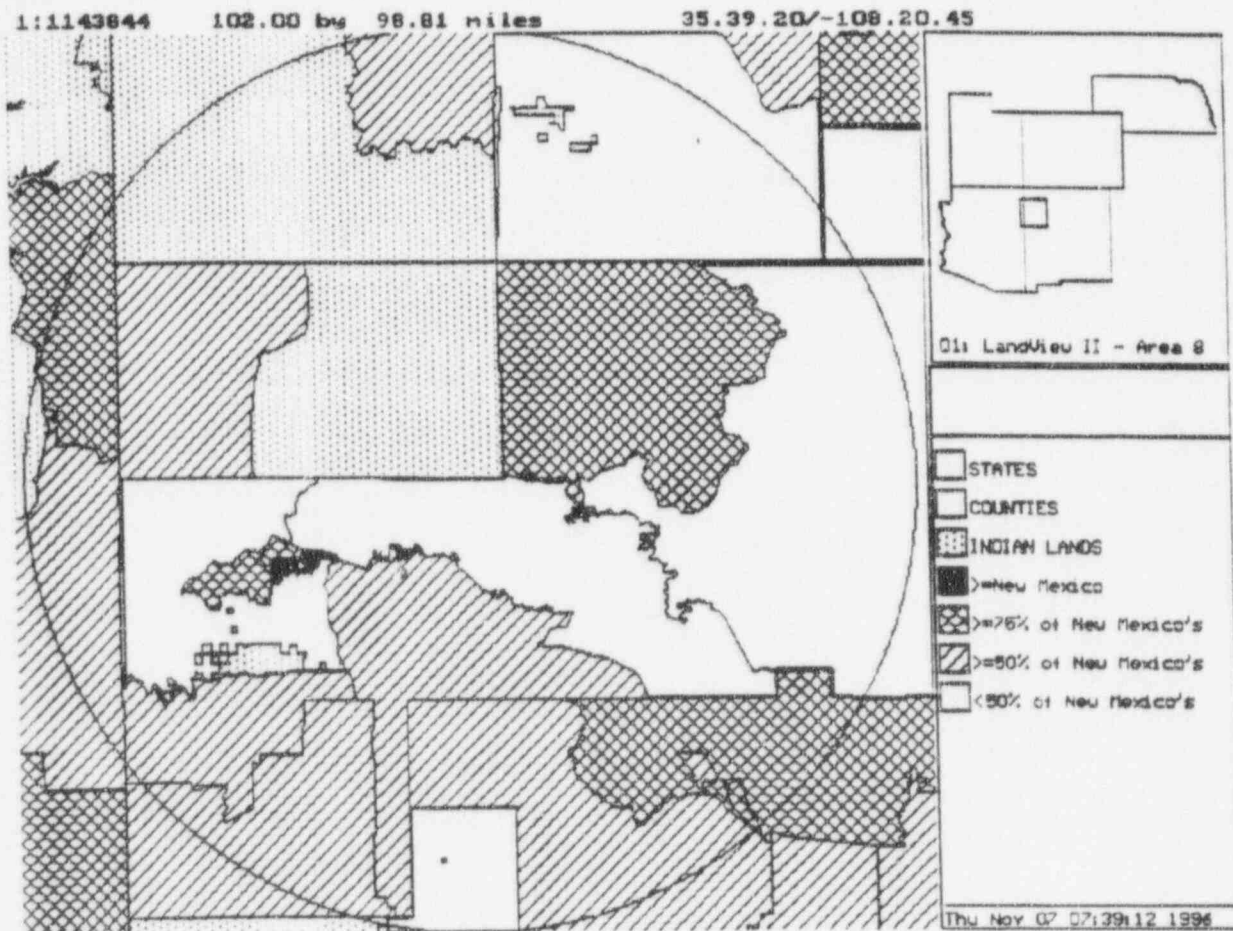 1:1143844 102.00 by 98.81 miles 35.39.20/-108.20.45
01: LandView II - Area 8
STATES
COUNTIES
INDIAN LANDS
>=New Mexico
>=75% of New Mexico's
>=50% of New Mexico's
<50% of New Mexico's
Thu Nov 07 07:39:12 1996